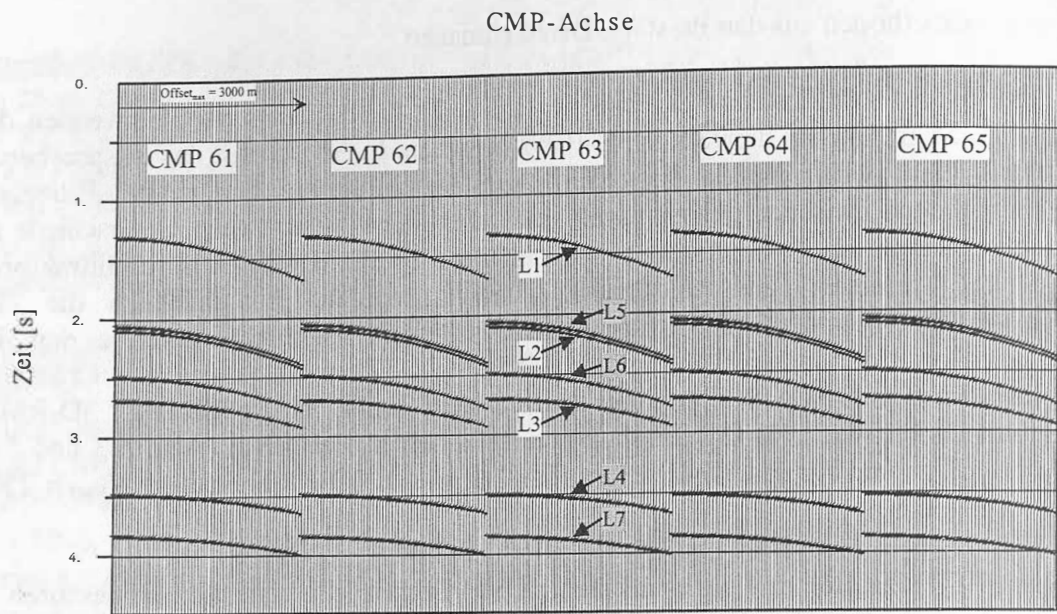 CMP-Achse
0.
Offsetmax = 3000 m
CMP 61
CMP 62
CMP 63
CMP 64
CMP 65
1.
L1
2.
L5
L2
L6
L3
3.
L4
L7
4.
Zeit [s]